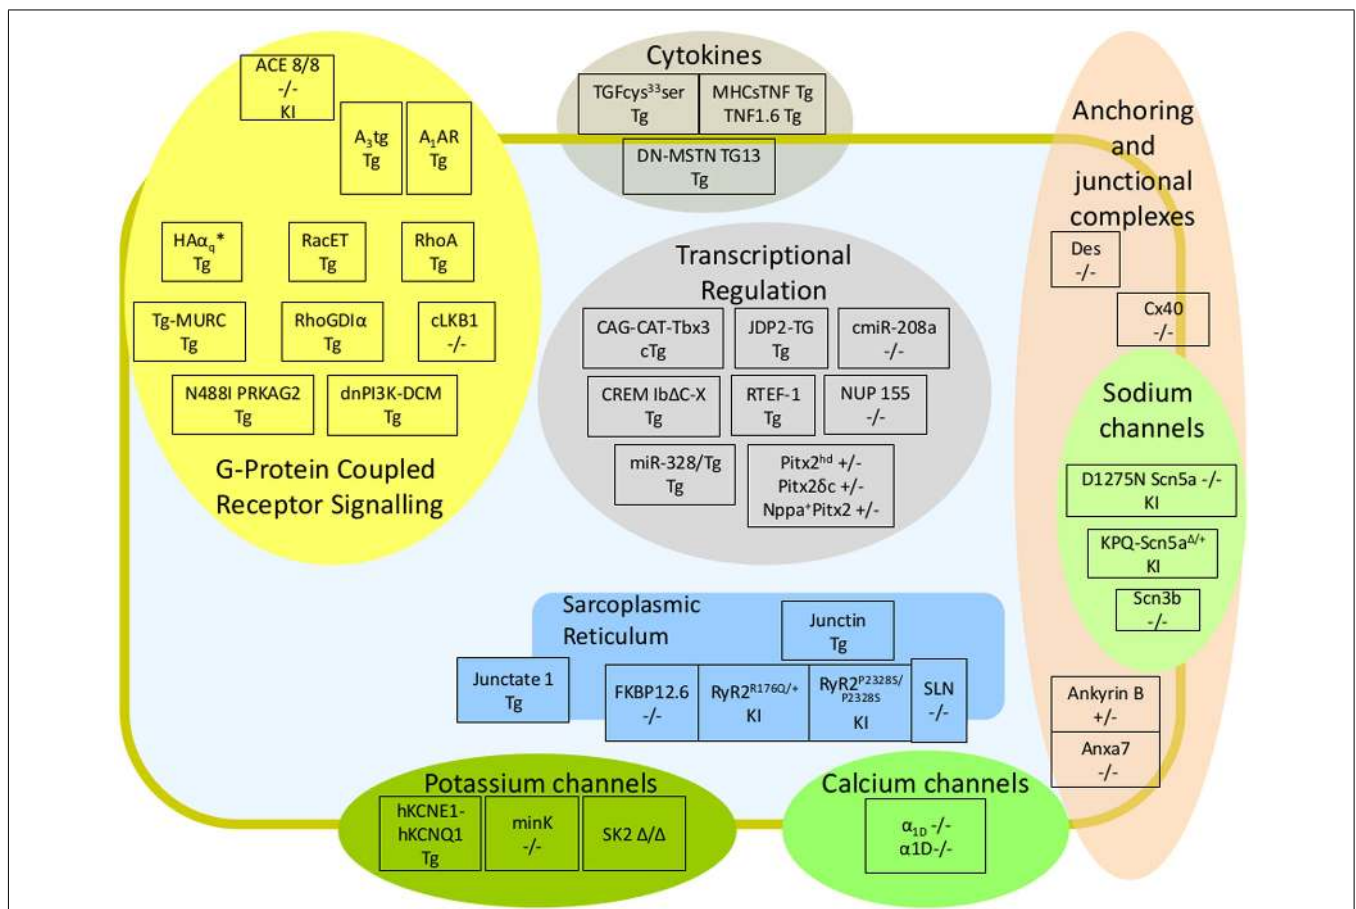 ACE 8/8
-/-
KI
A₃tg
Tg
A₁AR
Tg
HAαq*
Tg
RacET
Tg
RhoA
Tg
Tg-MURC
Tg
RhoGDIα
Tg
cLKB1
-/-
N488I PRKAG2
Tg
dnPI3K-DCM
Tg
G-Protein Coupled
Receptor Signalling
Cytokines
TGFcys³³ser
Tg
MHCsTNF Tg
TNF1.6 Tg
DN-MSTN TG13
Tg
Transcriptional
Regulation
CAG-CAT-Tbx3
cTg
JDP2-TG
Tg
cmiR-208a
-/-
CREM IbΔC-X
Tg
RTEF-1
Tg
NUP 155
-/-
miR-328/Tg
Tg
Pitx2ʰᵈ +/-
Pitx2δc +/-
Nppa⁺Pitx2 +/-
Anchoring
and
junctional
complexes
Des
-/-
Cx40
-/-
Sodium
channels
D1275N Scn5a -/-
KI
KPQ-Scn5aΔ/+
KI
Scn3b
-/-
Ankyrin B
+/-
Anxa7
-/-
Sarcoplasmic
Reticulum
Junctin
Tg
Junctate 1
Tg
FKBP12.6
-/-
RyR2R176Q/+
KI
RyR2P2328S/
P2328S
KI
SLN
-/-
Potassium channels
hKCNE1-
hKCNQ1
Tg
minK
-/-
SK2 Δ/Δ
Calcium channels
α1D -/-
α1D-/-